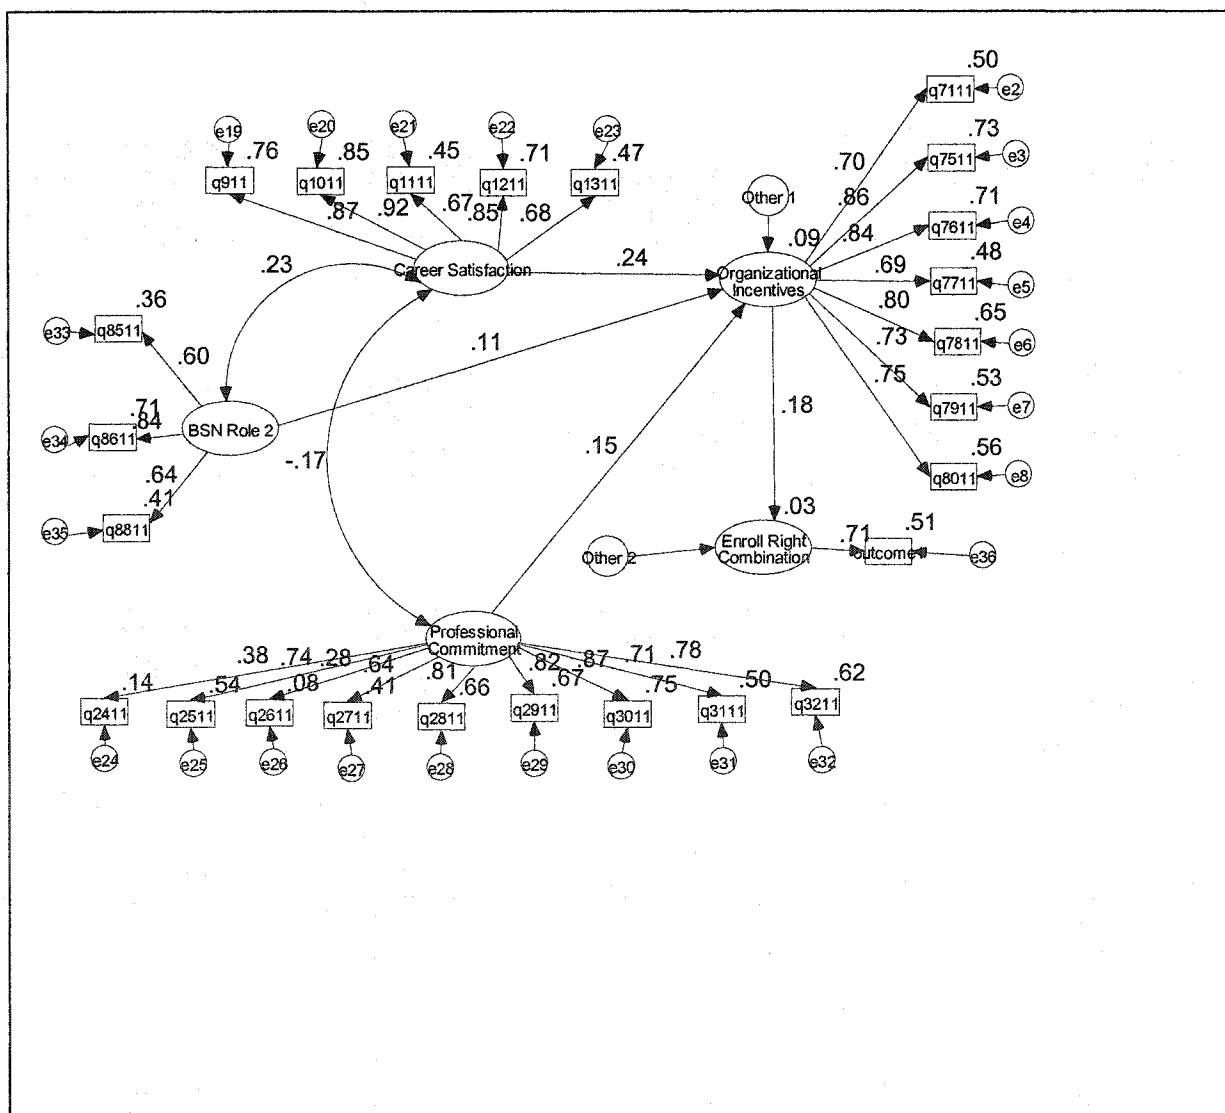 .50
q7111
e2
e19
e20
e21
e22
e23
.76
.85
.45
.71
.47
q911
q1011
q1111
q1211
q1311
.73
q7511
e3
.70
.86
Other 1
.87
.92
.67
.85
.68
.71
q7611
e4
.09
.84
Career Satisfaction
.24
Organizational
Incentives
.69
.48
q7711
e5
.23
.80
.65
.36
e33
q8511
.60
.11
.73
q7811
e6
.75
.53
q7911
e7
.71
.84
e34
q8611
BSN Role 2
.18
.15
-.17
.56
q8011
e8
.64
.41
e35
q8811
.03
Other 2
Enroll Right
Combination
.71
.51
outcome
e36
Professional
Commitment
.38
.74
.28
.64
.81
.82
.87
.71
.78
.14
.54
.08
.41
.66
.67
.75
.50
.62
q2411
q2511
q2611
q2711
q2811
q2911
q3011
q3111
q3211
e24
e25
e26
e27
e28
e29
e30
e31
e32